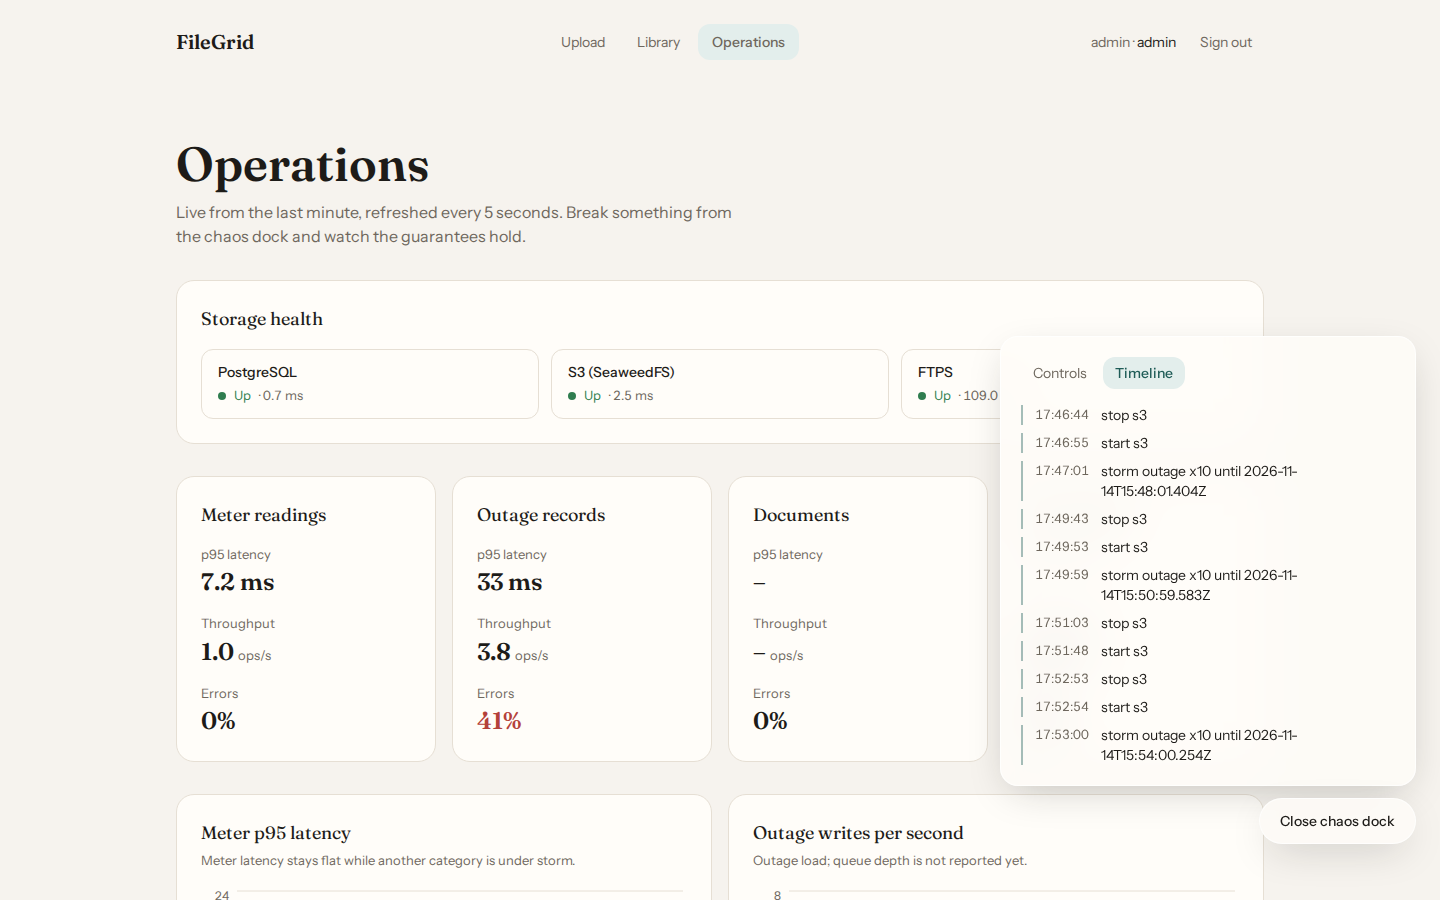 FileGrid
Upload
Library
Operations
admin · admin
Sign out
Operations
Live from the last minute, refreshed every 5 seconds. Break something from
the chaos dock and watch the guarantees hold.
Storage health
PostgreSQL
Up · 0.7 ms
S3 (SeaweedFS)
Up · 2.5 ms
FTPS
Up · 109.0
Meter readings
p95 latency
7.2 ms
Throughput
1.0 ops/s
Errors
0%
Outage records
p95 latency
33 ms
Throughput
3.8 ops/s
Errors
41%
Documents
p95 latency
–
Throughput
– ops/s
Errors
0%
Controls
Timeline
17:46:44 stop s3
17:46:55 start s3
17:47:01 storm outage x10 until 2026-11-
14T15:48:01.404Z
17:49:43 stop s3
17:49:53 start s3
17:49:59 storm outage x10 until 2026-11-
14T15:50:59.583Z
17:51:03 stop s3
17:51:48 start s3
17:52:53 stop s3
17:52:54 start s3
17:53:00 storm outage x10 until 2026-11-
14T15:54:00.254Z
Close chaos dock
Meter p95 latency
Meter latency stays flat while another category is under storm.
24
Outage writes per second
Outage load; queue depth is not reported yet.
8